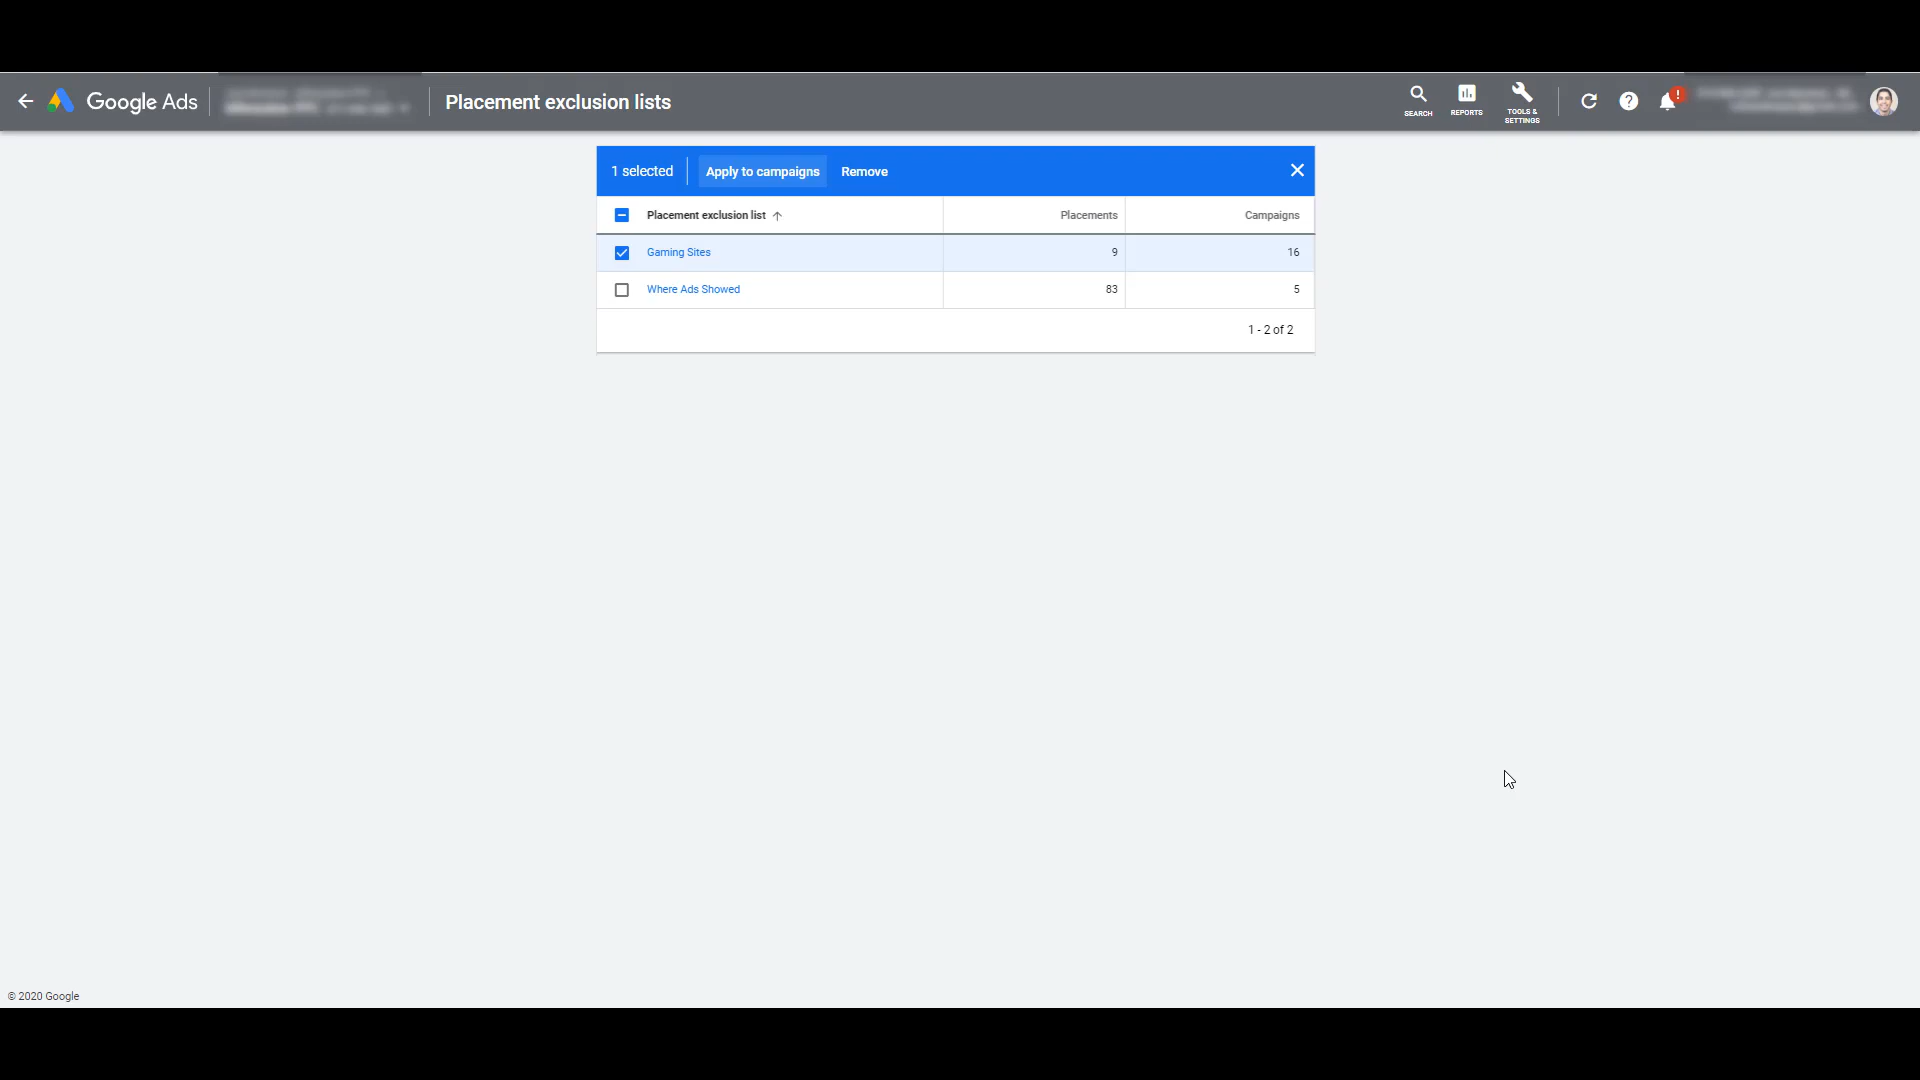 Google Ads
Placement exclusion lists
SEARCH
REPORTS
TOOLS &
SETTINGS
1 selected
Apply to campaigns
Remove
Placement exclusion list
Placements
Campaigns
Gaming Sites
9
16
Where Ads Showed
83
5
1 - 2 of 2
© 2020 Google